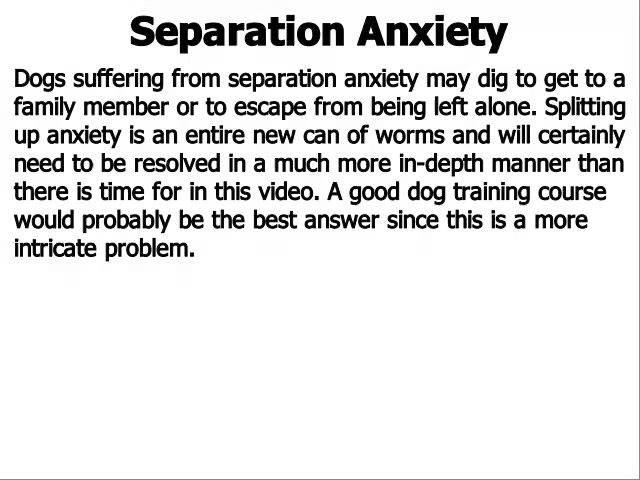 Separation Anxiety
Dogs suffering from separation anxiety may dig to get to a
family member or to escape from being left alone. Splitting
up anxiety is an entire new can of worms and will certainly
need to be resolved in a much more in-depth manner than
there is time for in this video. A good dog training course
would probably be the best answer since this is a more
intricate problem.